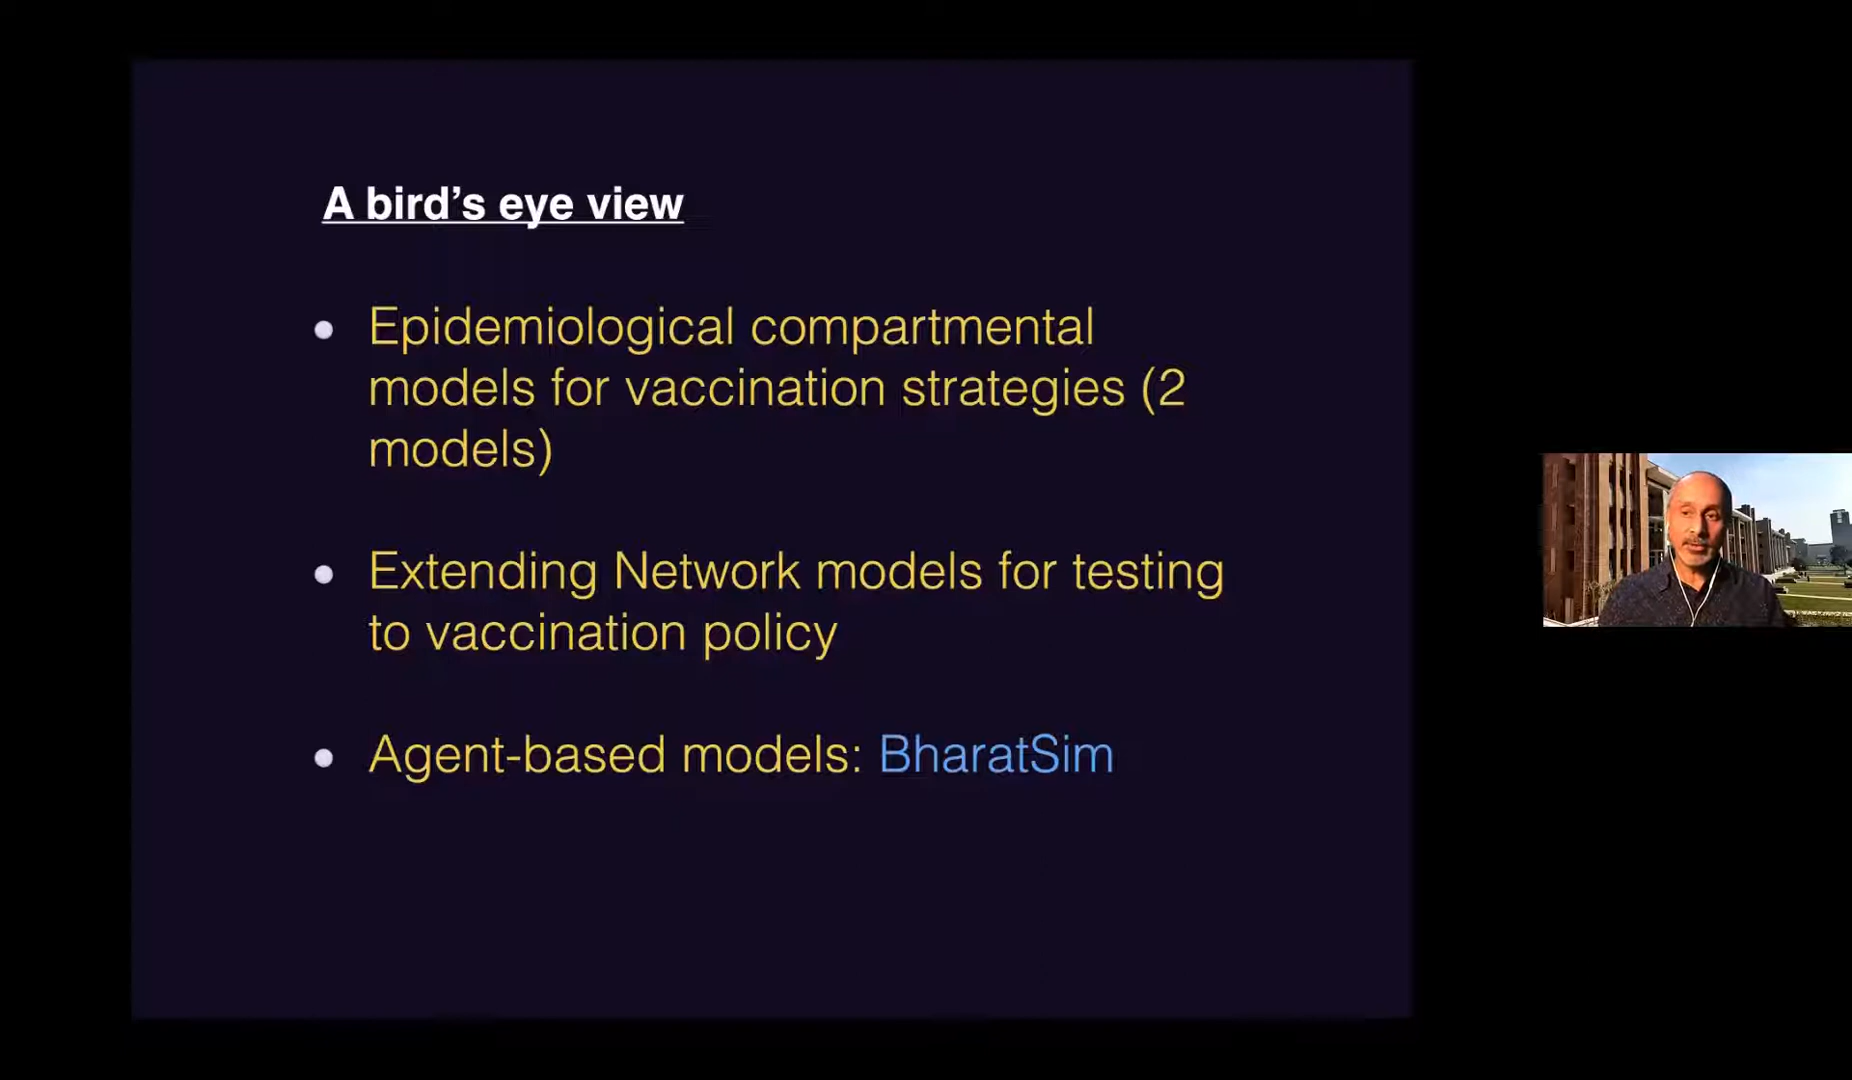 A bird’s eye view
Epidemiological compartmental
models for vaccination strategies (2
models)
Extending Network models for testing
to vaccination policy
Agent-based models: BharatSim